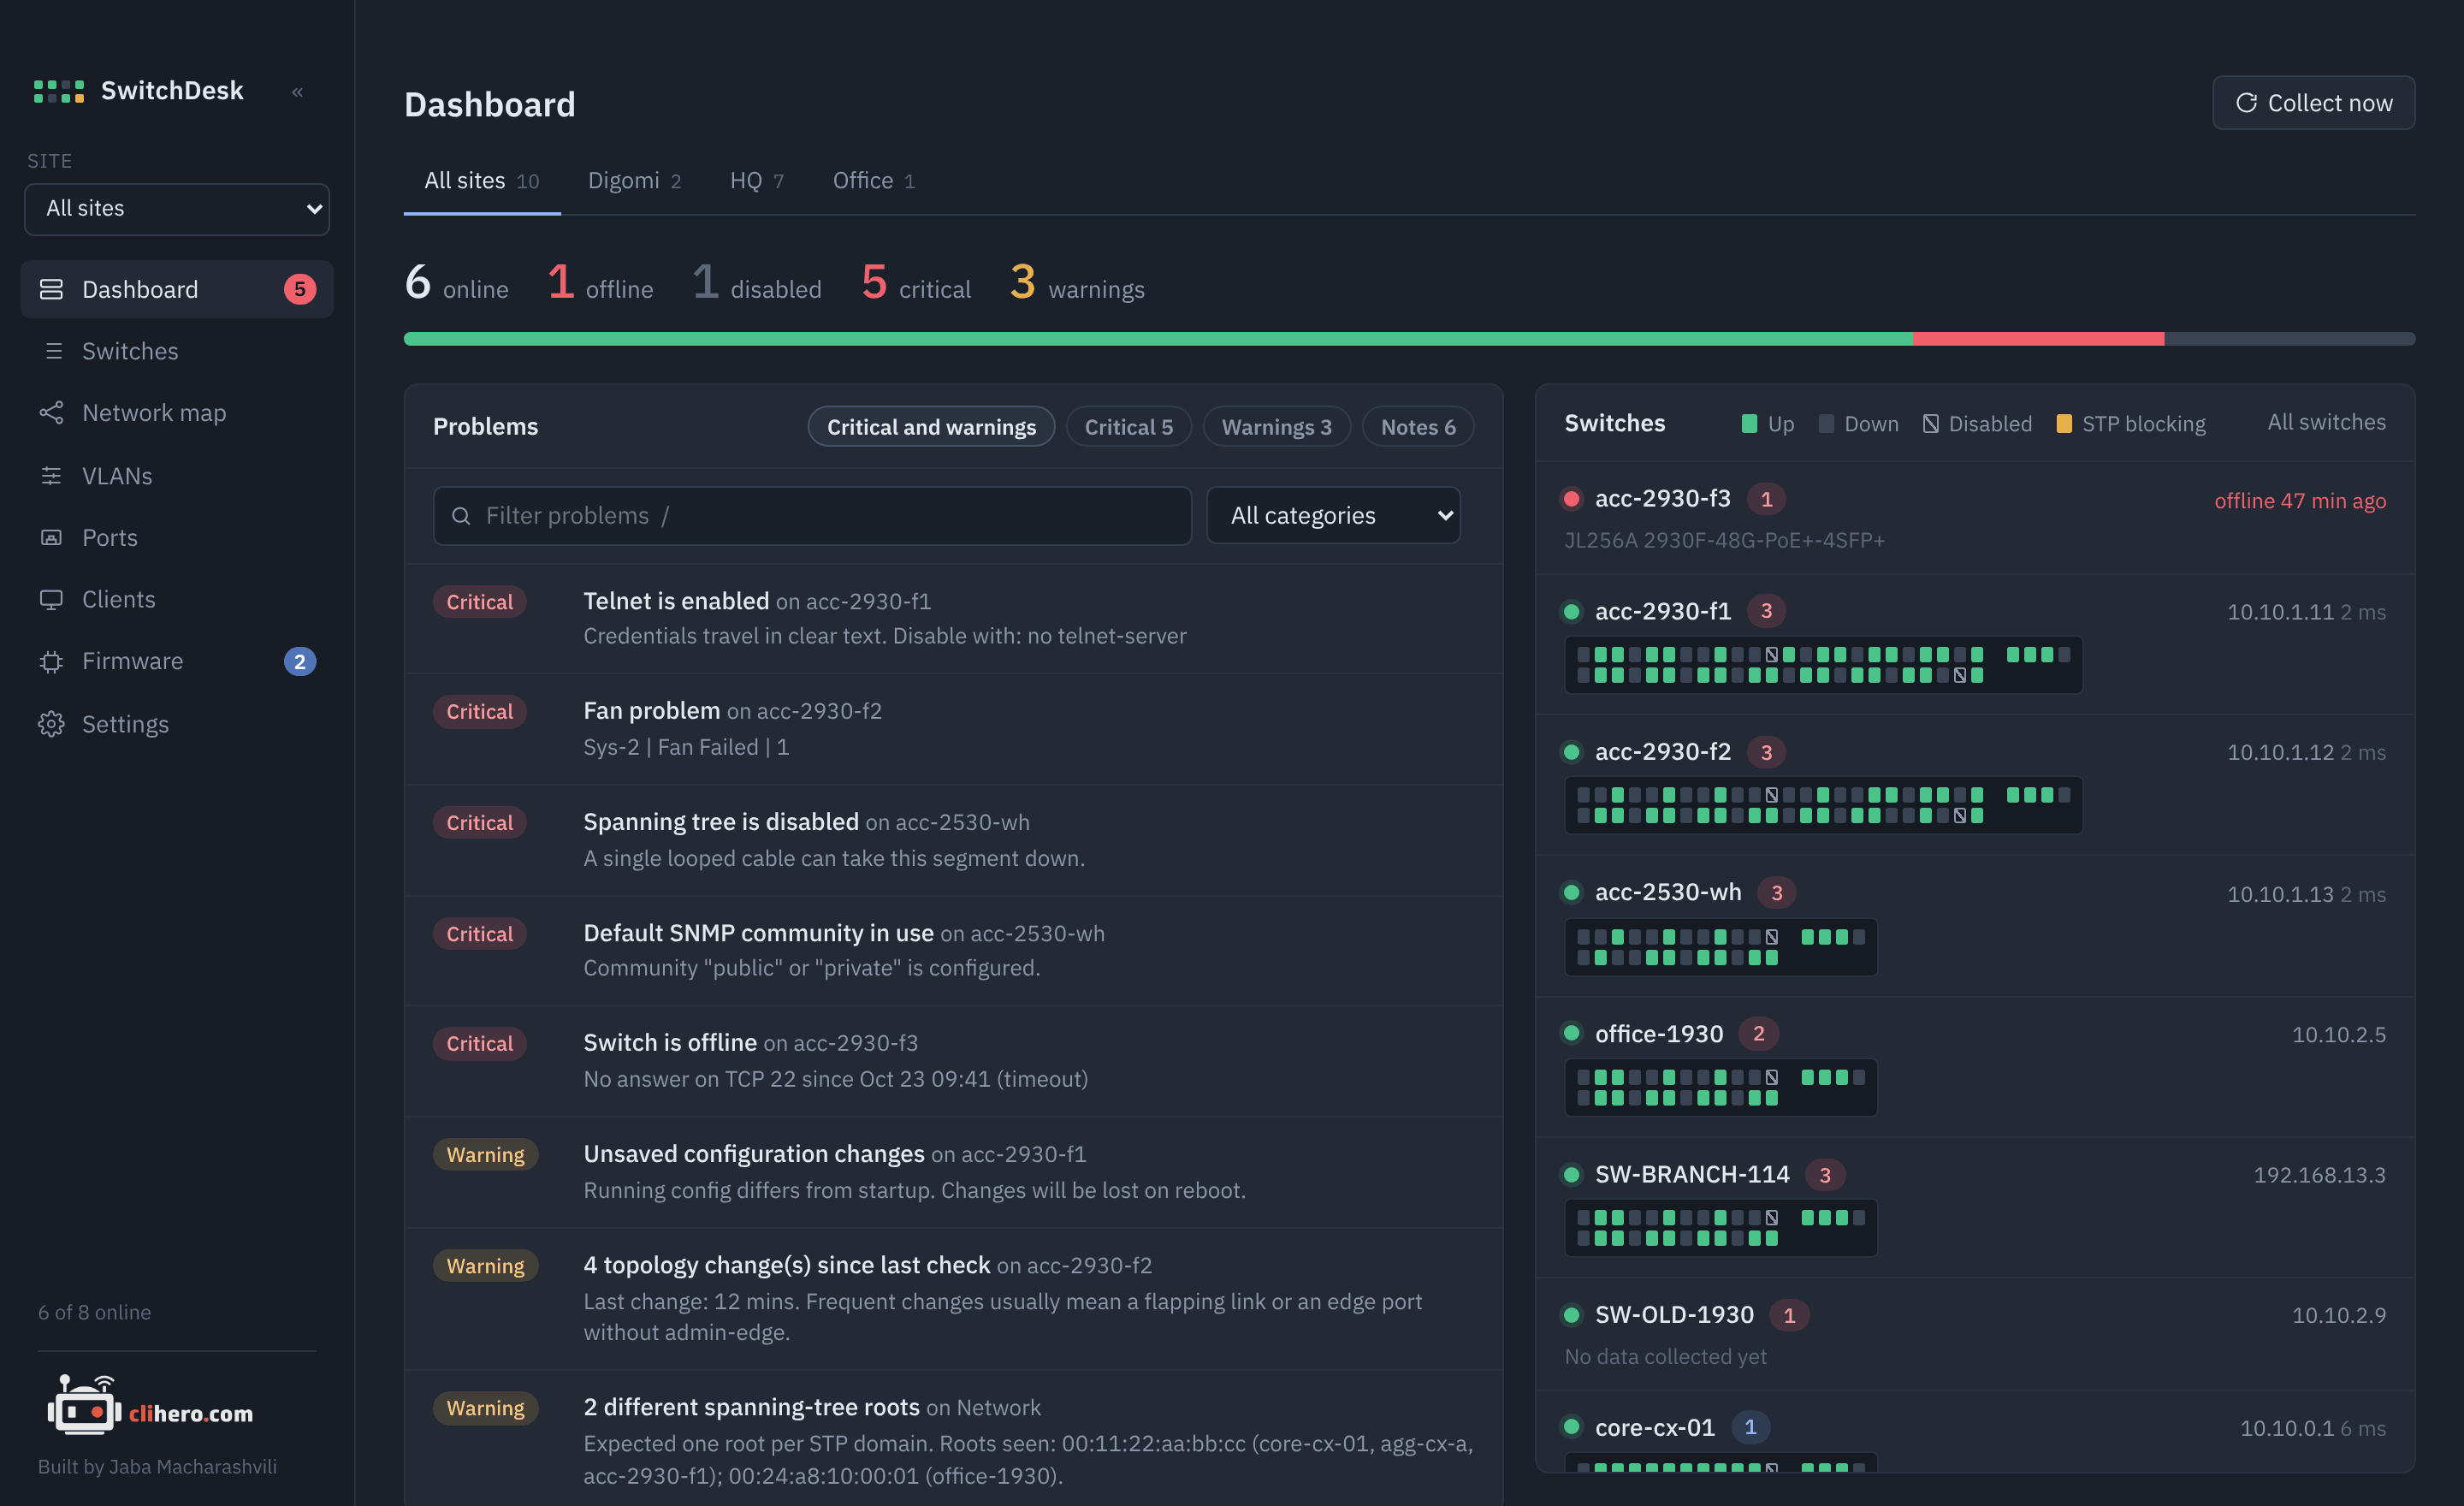 SwitchDesk «
SITE
All sites
Dashboard 5
Switches
Network map
VLANs
Ports
Clients
Firmware 2
Settings
6 of 8 online
clihero.com
Built by Jaba Macharashvili
Dashboard
Collect now
All sites 10 Digomi 2 HQ 7 Office 1
6 online 1 offline 1 disabled 5 critical 3 warnings
Problems Critical and warnings Critical 5 Warnings 3 Notes 6
Filter problems / All categories
Critical Telnet is enabled on acc-2930-f1
Credentials travel in clear text. Disable with: no telnet-server
Critical Fan problem on acc-2930-f2
Sys-2 | Fan Failed | 1
Critical Spanning tree is disabled on acc-2530-wh
A single looped cable can take this segment down.
Critical Default SNMP community in use on acc-2530-wh
Community "public" or "private" is configured.
Critical Switch is offline on acc-2930-f3
No answer on TCP 22 since Oct 23 09:41 (timeout)
Warning Unsaved configuration changes on acc-2930-f1
Running config differs from startup. Changes will be lost on reboot.
Warning 4 topology change(s) since last check on acc-2930-f2
Last change: 12 mins. Frequent changes usually mean a flapping link or an edge port
without admin-edge.
Warning 2 different spanning-tree roots on Network
Expected one root per STP domain. Roots seen: 00:11:22:aa:bb:cc (core-cx-01, agg-cx-a,
acc-2930-f1); 00:24:a8:10:00:01 (office-1930).
Switches Up Down Disabled STP blocking All switches
acc-2930-f3 1 offline 47 min ago
JL256A 2930F-48G-PoE+-4SFP+
acc-2930-f1 3 10.10.1.11 2 ms
acc-2930-f2 3 10.10.1.12 2 ms
acc-2530-wh 3 10.10.1.13 2 ms
office-1930 2 10.10.2.5
SW-BRANCH-114 3 192.168.13.3
SW-OLD-1930 1 10.10.2.9
No data collected yet
core-cx-01 1 10.10.0.1 6 ms